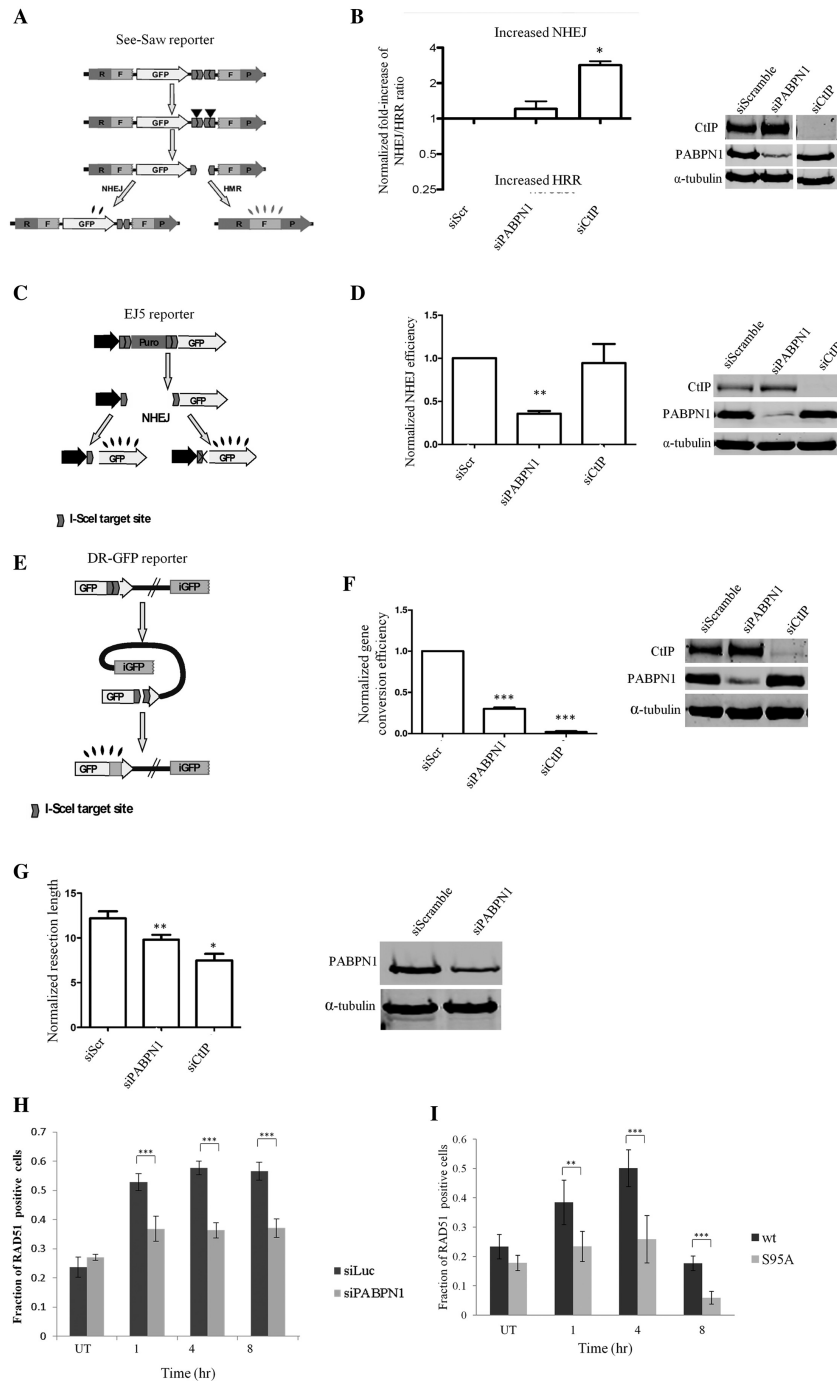 A
See-Saw reporter
R F GFP F P
R F GFP F P
R F GFP F P
NHEJ HMR
R F GFP F P
R F P
B
Normalized fold-increase of
NHEJ/HRR ratio
4
2
1
0.5
0.25
Increased NHEJ
*
Increased HRR
siScr
siPABPN1
siCtIP
siScramble
siPABPN1
siCtIP
CtIP
PABPN1
α-tubulin
C
EJ5 reporter
Puro GFP
GFP
NHEJ
GFP GFP
I-SceI target site
D
Normalized NHEJ efficiency
1.5
1.0
0.5
0.0
**
siScr
siPABPN1
siCtIP
siScramble
siPABPN1
siCtIP
CtIP
PABPN1
α-tubulin
E
DR-GFP reporter
GFP iGFP
iGFP
GFP
GFP iGFP
I-SceI target site
F
Normalized gene
conversion efficiency
1.5
1.0
0.5
0.0
***
***
siScr
siPABPN1
siCtIP
siScramble
siPABPN1
siCtIP
CtIP
PABPN1
α-tubulin
G
Normalized resection length
15
10
5
0
**
*
siScr
siPABPN1
siCtIP
siScramble
siPABPN1
PABPN1
α-tubulin
H
Fraction of RAD51 positive cells
0.7
0.6
0.5
0.4
0.3
0.2
0.1
0
***
***
***
UT 1 4 8
Time (hr)
siLuc
siPABPN1
I
Fraction of RAD51 positive cells
0.6
0.5
0.4
0.3
0.2
0.1
0
**
***
***
UT 1 4 8
Time (hr)
wt
S95A